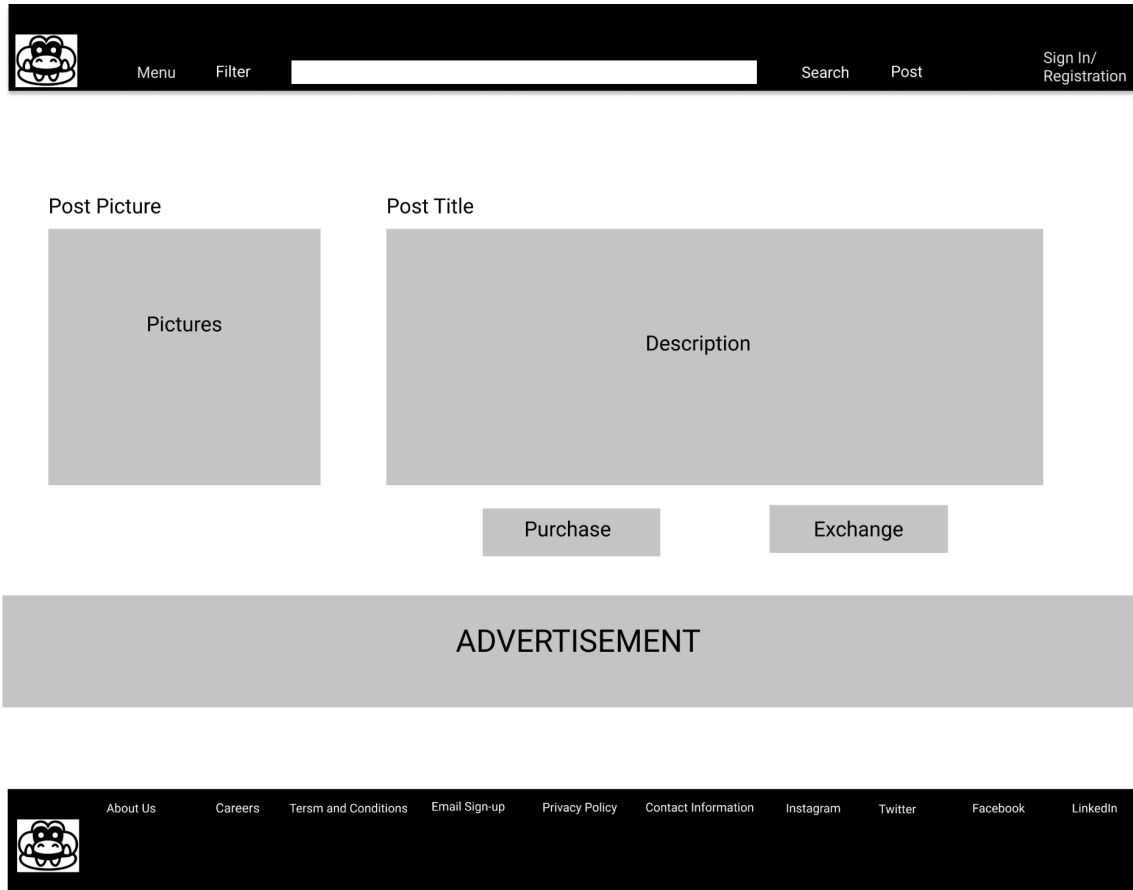 Menu
Filter
Search
Post
Sign In/
Registration
Post Picture
Post Title
Pictures
Description
Purchase
Exchange
ADVERTISEMENT
About Us
Careers
Tersm and Conditions
Email Sign-up
Privacy Policy
Contact Information
Instagram
Twitter
Facebook
LinkedIn